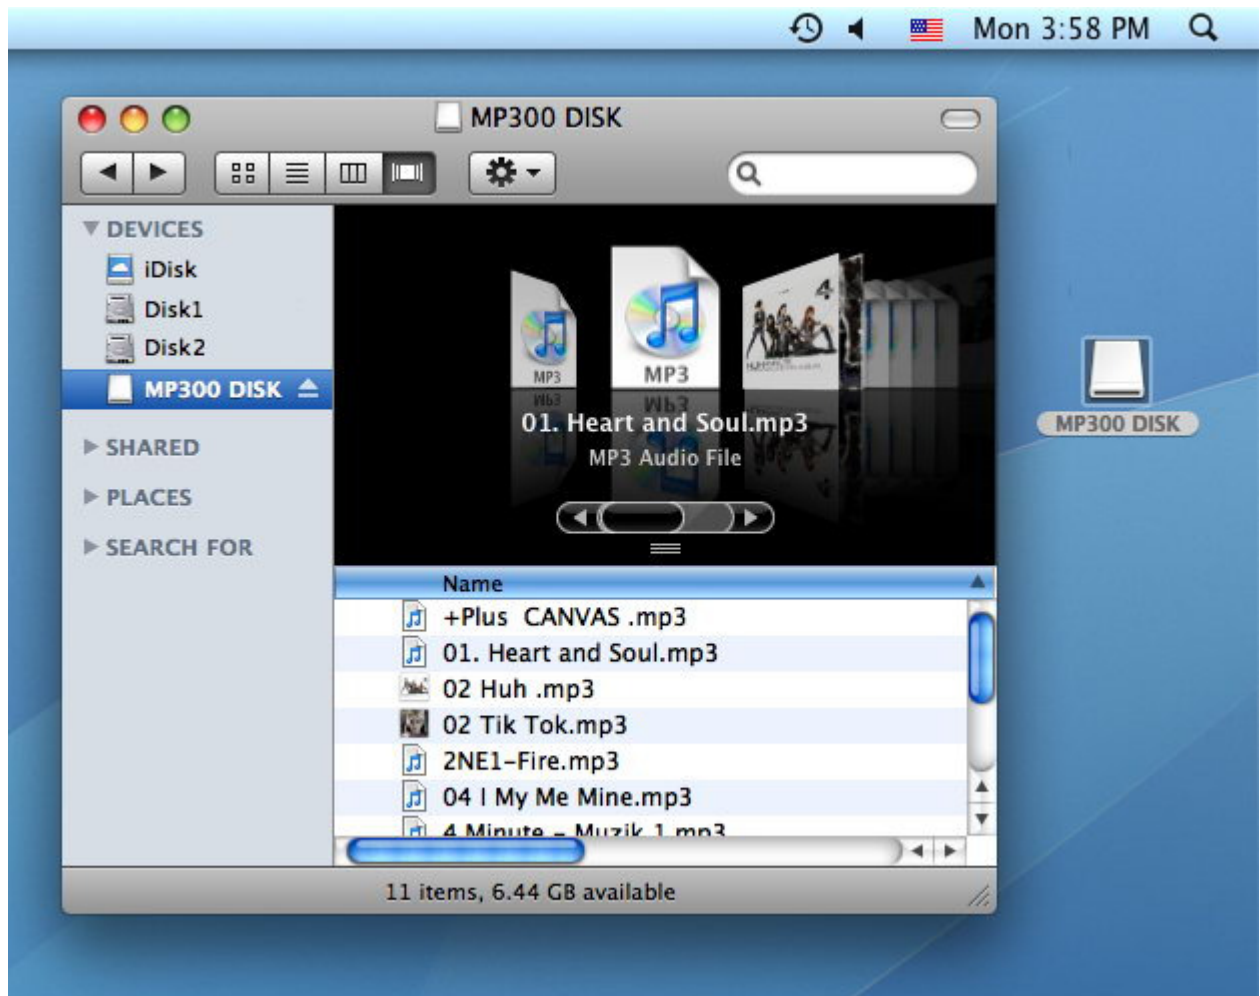 Mon 3:58 PM
MP300 DISK
DEVICES
iDisk
Disk1
Disk2
MP300 DISK
SHARED
PLACES
SEARCH FOR
MP3
MP3
4
01. Heart and Soul.mp3
MP3 Audio File
Name
+Plus  CANVAS .mp3
01. Heart and Soul.mp3
02 Huh .mp3
02 Tik Tok.mp3
2NE1-Fire.mp3
04 I My Me Mine.mp3
4 Minute - Muzik 1.mp3
11 items, 6.44 GB available
MP300 DISK